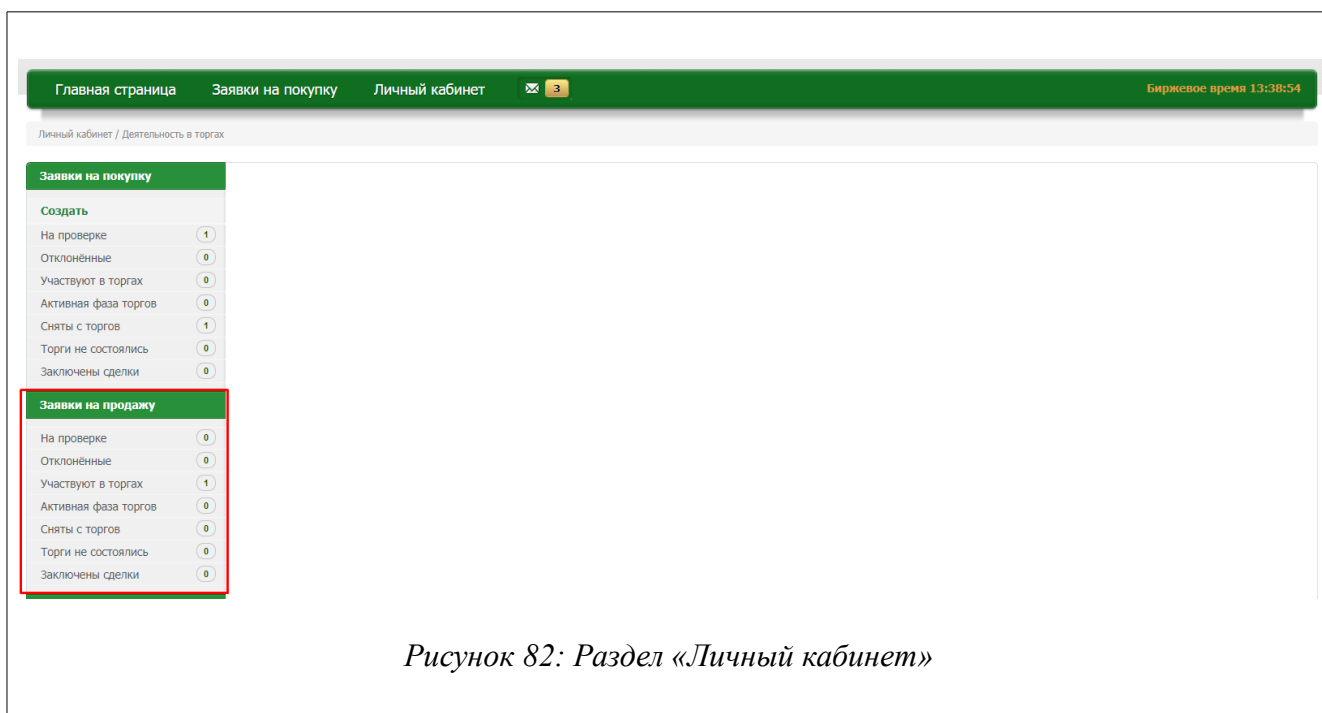 Главная страница Заявки на покупку Личный кабинет 3 Биржевое время 13:38:54
Личный кабинет / Деятельность в торгах
Заявки на покупку
Создать
На проверке 1
Отклонённые 0
Участвуют в торгах 0
Активная фаза торгов 0
Сняты с торгов 1
Торги не состоялись 0
Заключены сделки 0
Заявки на продажу
На проверке 0
Отклонённые 0
Участвуют в торгах 1
Активная фаза торгов 0
Сняты с торгов 0
Торги не состоялись 0
Заключены сделки 0
Рисунок 82: Раздел «Личный кабинет»